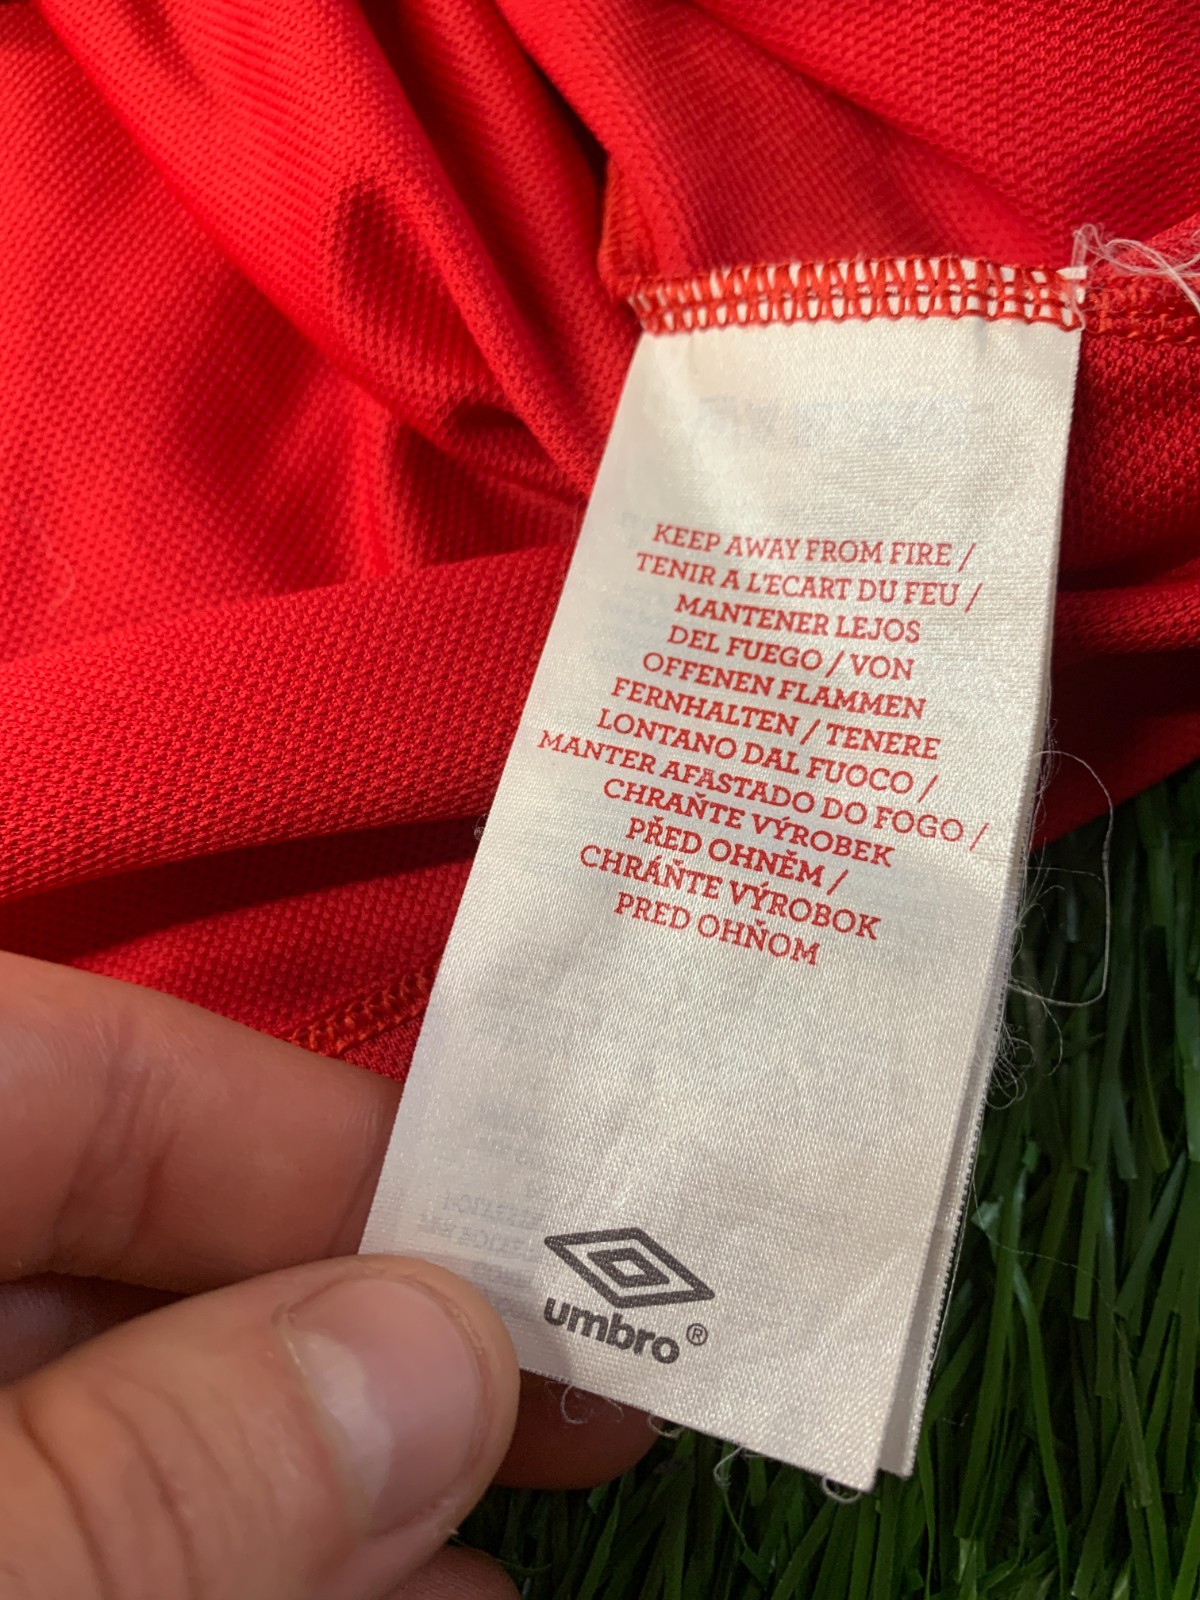 KEEP AWAY FROM FIRE /
TENIR A L'ECART DU FEU /
MANTENER LEJOS
DEL FUEGO / VON
OFFENEN FLAMMEN
FERNHALTEN / TENERE
LONTANO DAL FUOCO /
MANTER AFASTADO DO FOGO /
CHRAŇTE VÝROBEK
PŘED OHNĚM /
CHRÁŇTE VÝROBOK
PRED OHŇOM
umbro®